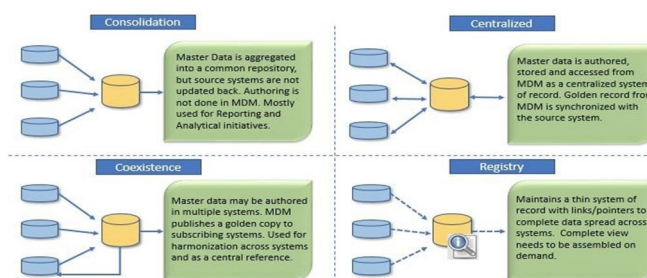 Consolidation
Master Data is aggregated
into a common repository,
but source systems are not
updated back. Authoring is
not done in MDM. Mostly
used for Reporting and
Analytical initiatives.
Centralized
Master data is authored,
stored and accessed from
MDM as a centralized system
of record. Golden record from
MDM is synchronized with
the source system.
Coexistence
Master data may be authored
in multiple systems. MDM
publishes a golden copy to
subscribing systems. Used for
harmonization across systems
and as a central reference.
Registry
Maintains a thin system of
record with links/pointers to
complete data spread across
systems. Complete view
needs to be assembled on
demand.